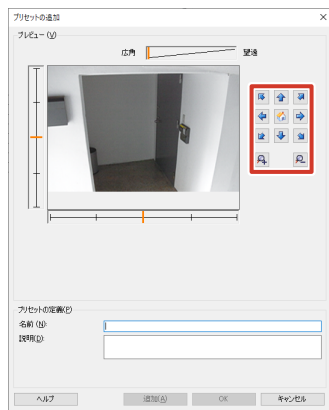 プリセットの追加
プレビュー (V)
広角 望遠
プリセットの定義(P)
名前 (N):
説明(D):
ヘルプ 追加(A) OK キャンセル